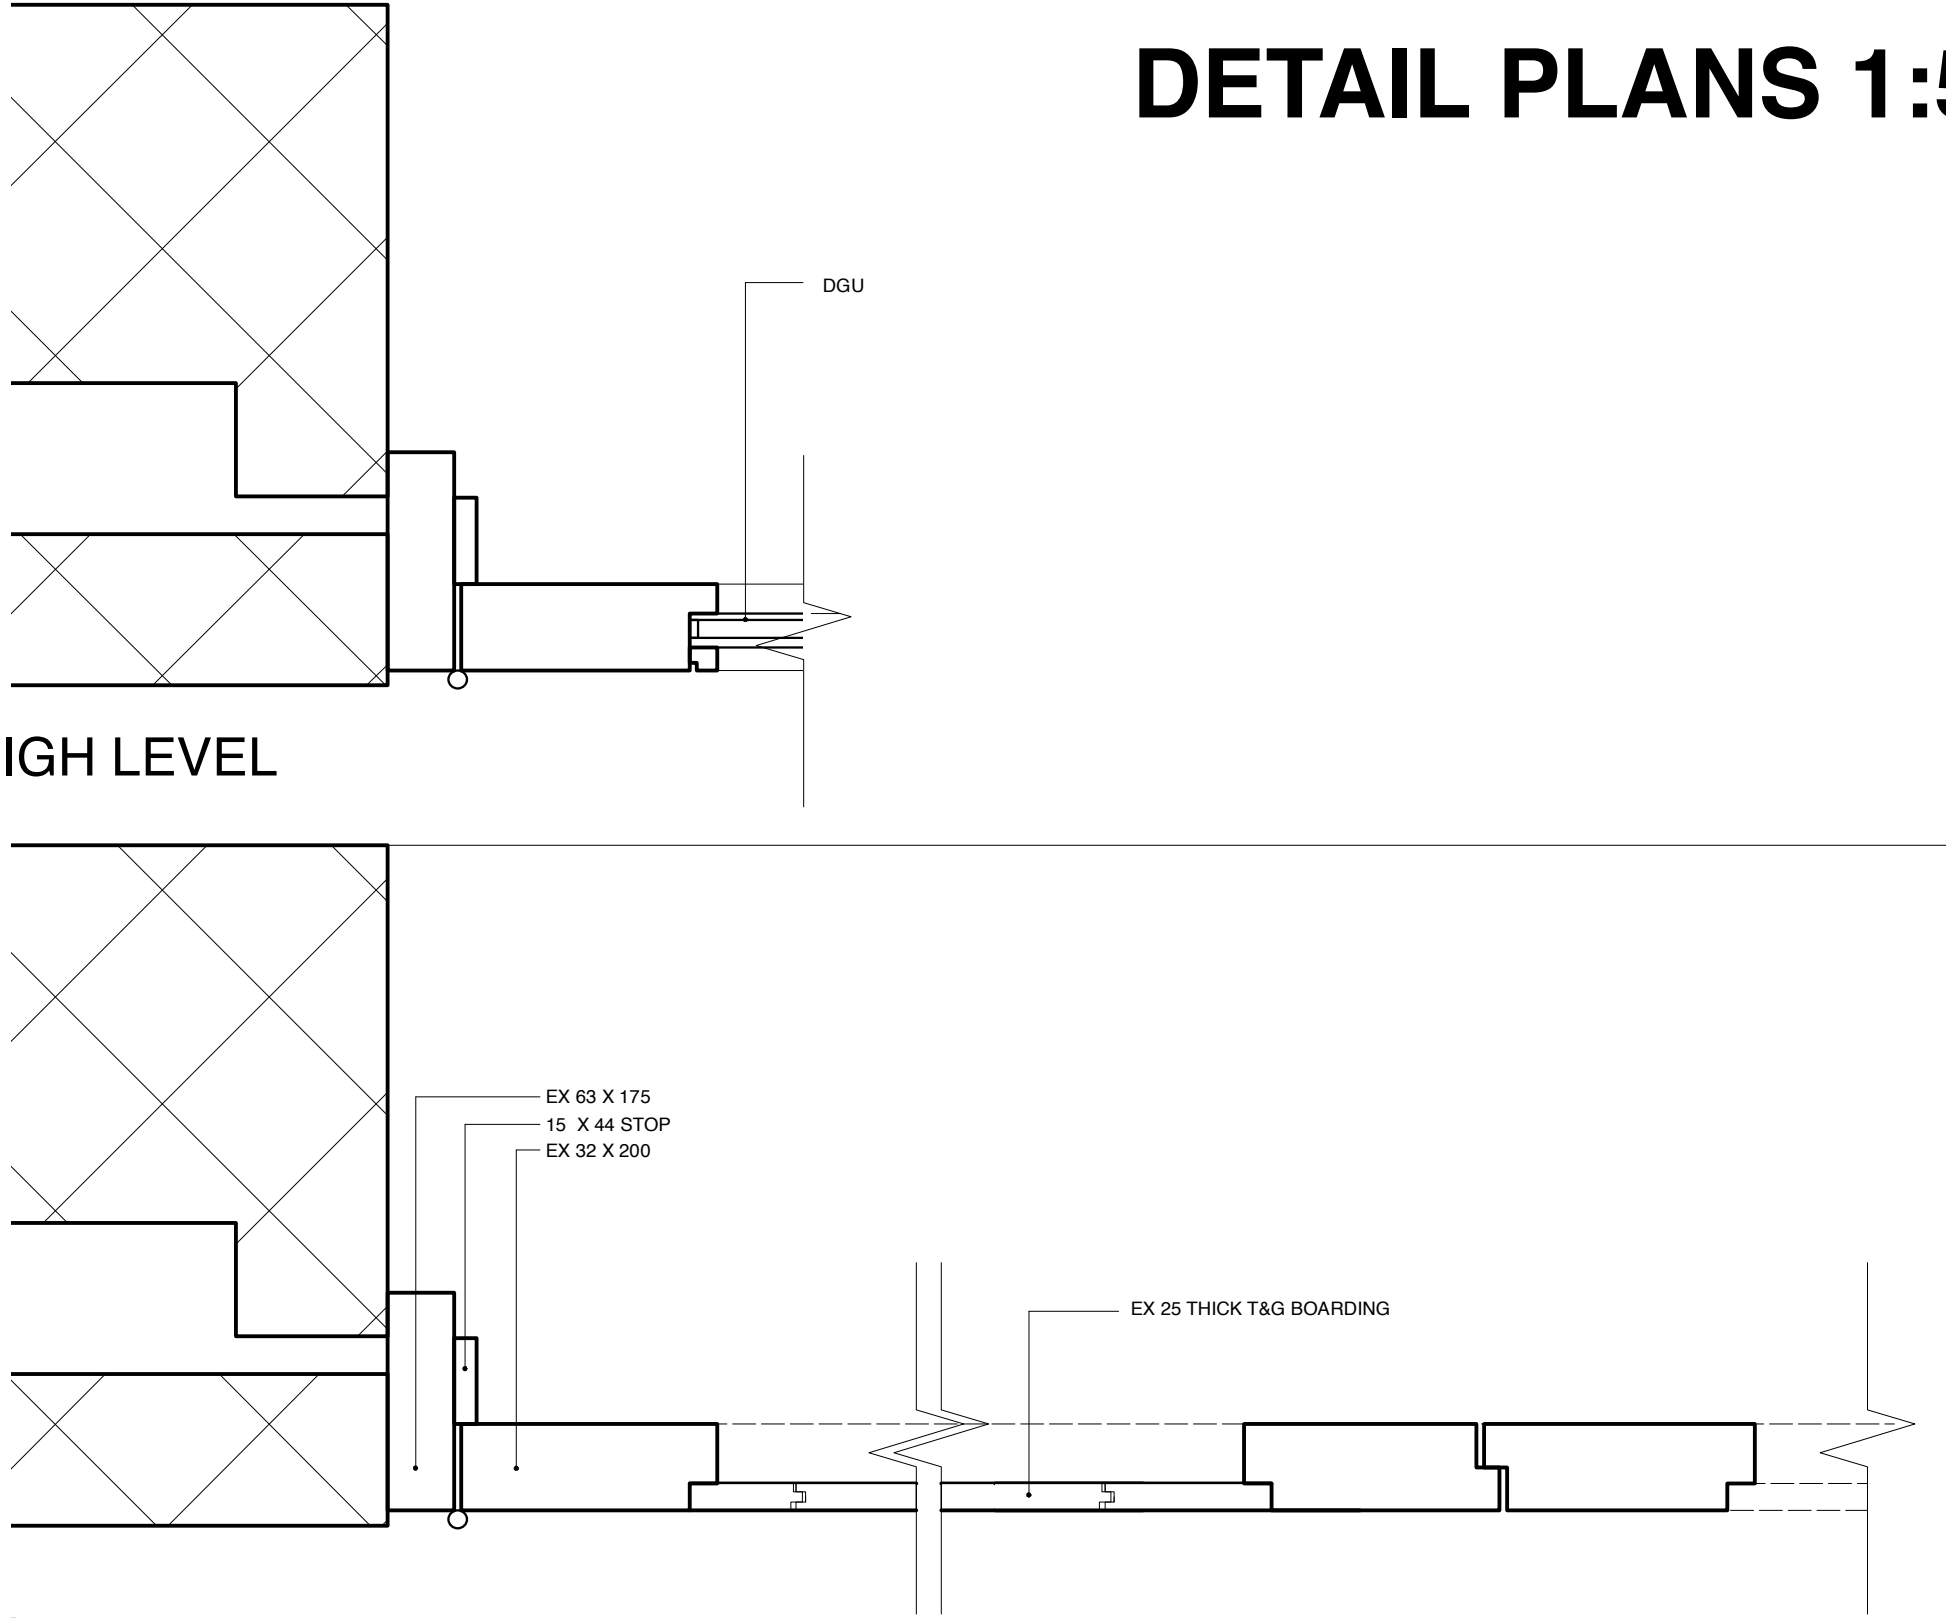 DETAIL PLANS 1:5
DGU
IGH LEVEL
EX 63 X 175
15 X 44 STOP
EX 32 X 200
EX 25 THICK T&G BOARDING